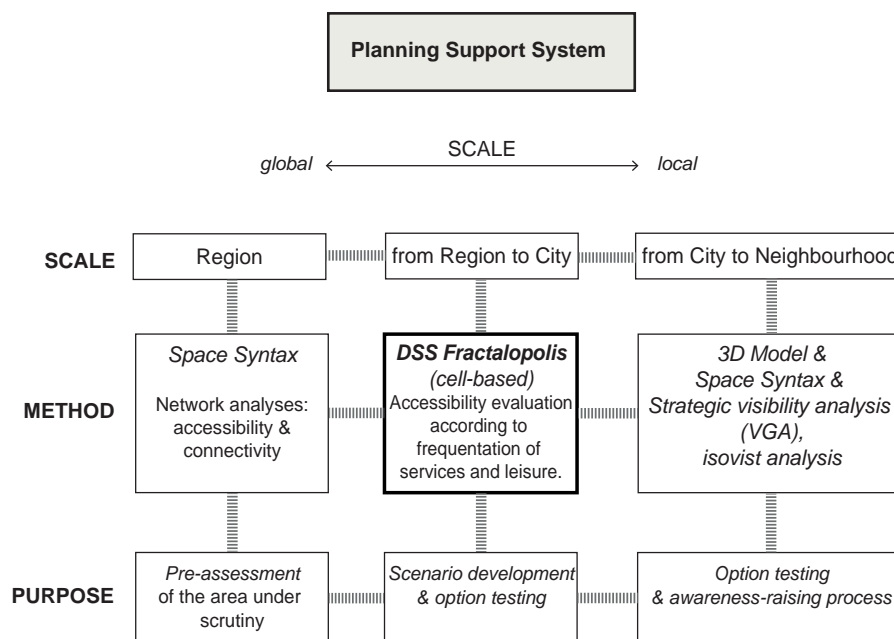 Planning Support System
SCALE
global
local
SCALE
Region
from Region to City
from City to Neighbourhood
METHOD
Space Syntax
Network analyses:
accessibility &
connectivity
DSS Fractalopolis
(cell-based)
Accessibility evaluation
according to
frequentation of
services and leisure.
3D Model &
Space Syntax &
Strategic visibility analysis
(VGA),
isovist analysis
PURPOSE
Pre-assessment
of the area under
scrutiny
Scenario development
& option testing
Option testing
& awareness-raising process